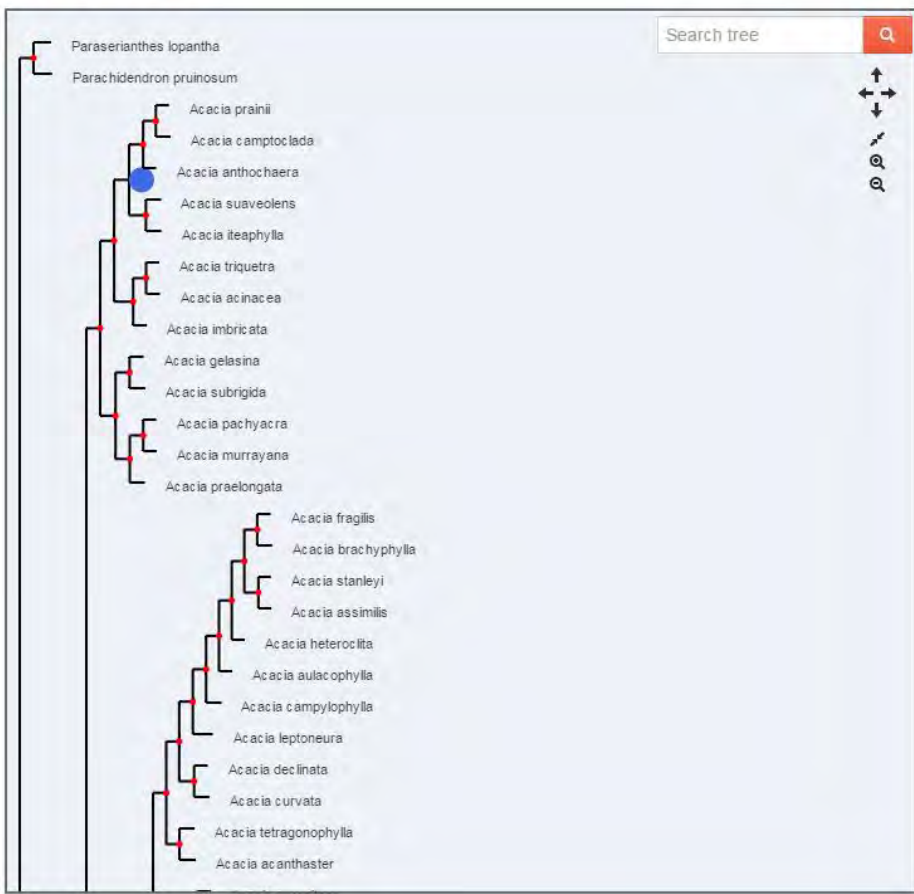 Search tree
Paraserianthes lopantha
Parachidendron pruinosum
Acacia prainii
Acacia camptoclada
Acacia anthochaera
Acacia suaveolens
Acacia iteaphylla
Acacia triquetra
Acacia acinacea
Acacia imbricata
Acacia gelasina
Acacia subrigida
Acacia pachyacra
Acacia murrayana
Acacia praelongata
Acacia fragilis
Acacia brachyphylla
Acacia stanleyi
Acacia assimilis
Acacia heteroclita
Acacia aulacophylla
Acacia campylophylla
Acacia leptoneura
Acacia declinata
Acacia curvata
Acacia tetragonophylla
Acacia acanthaster